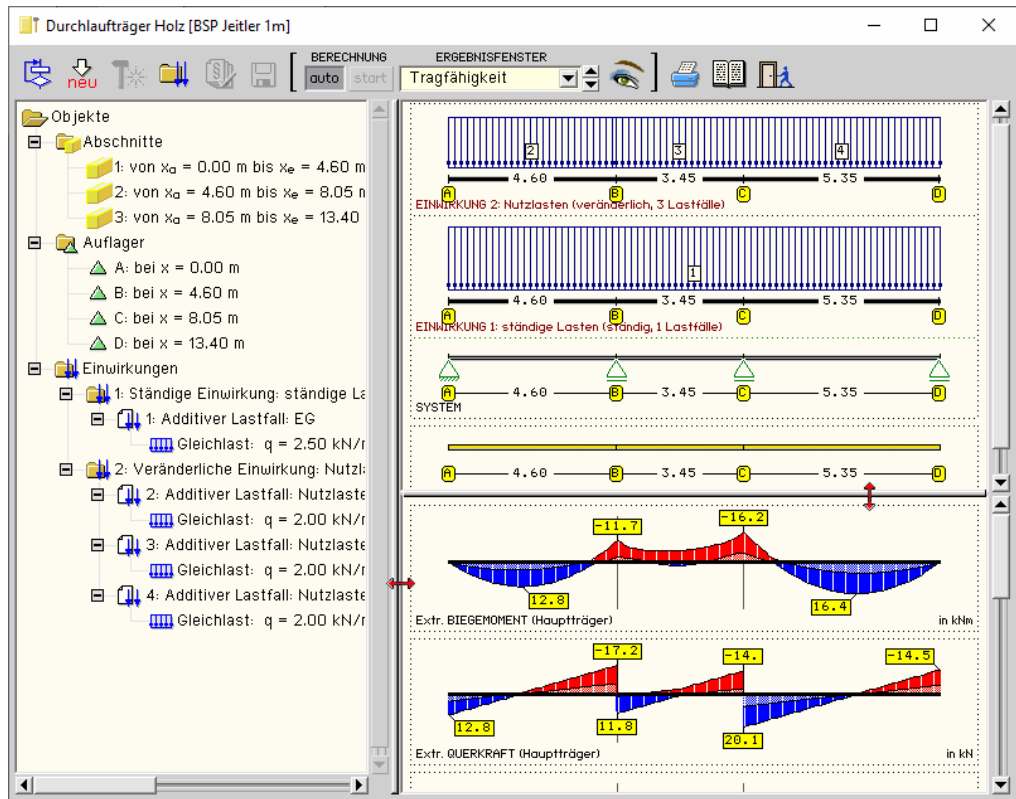 Durchlaufträger Holz [BSP Jeitler 1m]
BERECHNUNG
ERGEBNISFENSTER
neu
auto
start
Tragfähigkeit
Objekte
Abschnitte
1: von xa = 0.00 m bis xe = 4.60 m
2: von xa = 4.60 m bis xe = 8.05 m
3: von xa = 8.05 m bis xe = 13.40
Auflager
A: bei x = 0.00 m
B: bei x = 4.60 m
C: bei x = 8.05 m
D: bei x = 13.40 m
Einwirkungen
1: Ständige Einwirkung: ständige La
1: Additiver Lastfall: EG
Gleichlast: q = 2.50 kN/r
2: Veränderliche Einwirkung: Nutzl
2: Additiver Lastfall: Nutzlaste
Gleichlast: q = 2.00 kN/r
3: Additiver Lastfall: Nutzlaste
Gleichlast: q = 2.00 kN/r
4: Additiver Lastfall: Nutzlaste
Gleichlast: q = 2.00 kN/r
2 3 4
4.60 3.45 5.35
A B C D
EINWIRKUNG 2: Nutzlasten (veränderlich, 3 Lastfälle)
1
4.60 3.45 5.35
A B C D
EINWIRKUNG 1: ständige Lasten (ständig, 1 Lastfälle)
A 4.60 B 3.45 C 5.35 D
SYSTEM
A 4.60 B 3.45 C 5.35 D
-11.7 -16.2
12.8 16.4
Extr. BIEGEMOMENT (Hauptträger) in kNm
-17.2 -14. -14.5
12.8 11.8 20.1
Extr. QUERKRAFT (Hauptträger) in kN